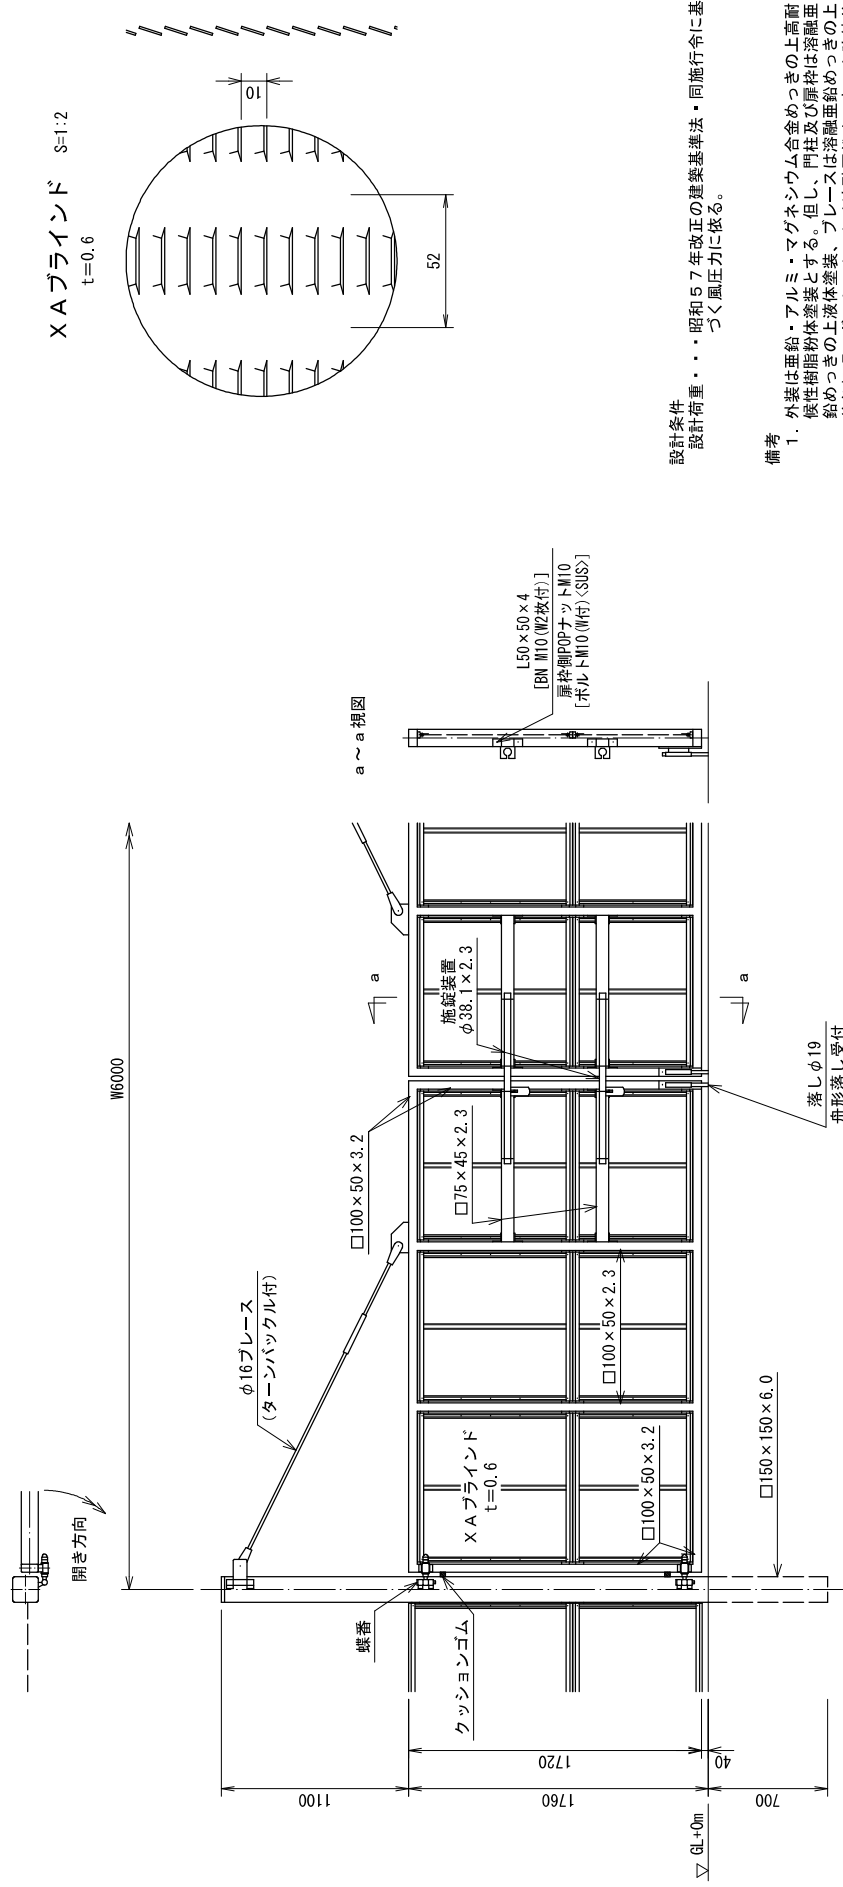 XAブラインド S=1:2
t=0.6
10
52
設計条件
設計荷重・・・昭和57年改正の建築基準法・同施行令に基
づく風圧力に依る。
備考
1. 外装は亜鉛・アルミ・マグネシウム合金めっきの上高耐
候性樹脂粉体塗装とする。但し、門柱及び扉枠は溶融亜
鉛めっきの上液体塗装、ブレースは溶融亜鉛めっきの上
開き方向
W6000
φ16ブレース
(ターンバックル付)
□100×50×3.2
□75×45×2.3
施錠装置
φ38.1×2.3
a
a
a～a視図
L50×50×4
[BN M10(W2枚付)]
扉枠側POPナットM10
[ボルトM10(W付)<SUS>]
蝶番
クッションゴム
XAブラインド
t=0.6
□100×50×2.3
□100×50×3.2
□150×150×6.0
落しφ19
舟形落し受付
1100
1760
1720
40
700
▽ GL+0m